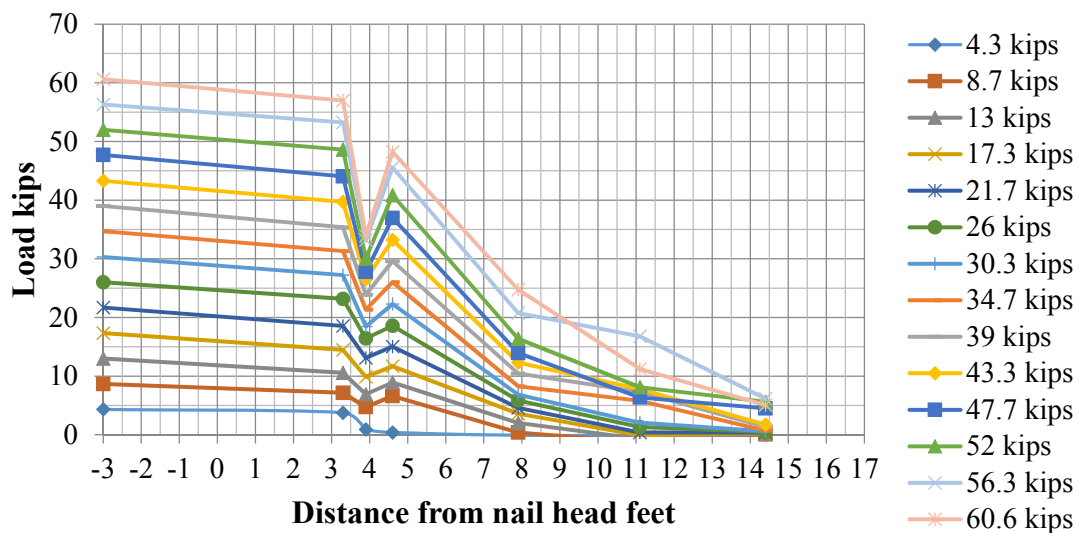 70
60
50
40
30
20
10
0
Load kips
-3 -2 -1 0 1 2 3 4 5 6 7 8 9 10 11 12 13 14 15 16 17
Distance from nail head feet
4.3 kips
8.7 kips
13 kips
17.3 kips
21.7 kips
26 kips
30.3 kips
34.7 kips
39 kips
43.3 kips
47.7 kips
52 kips
56.3 kips
60.6 kips